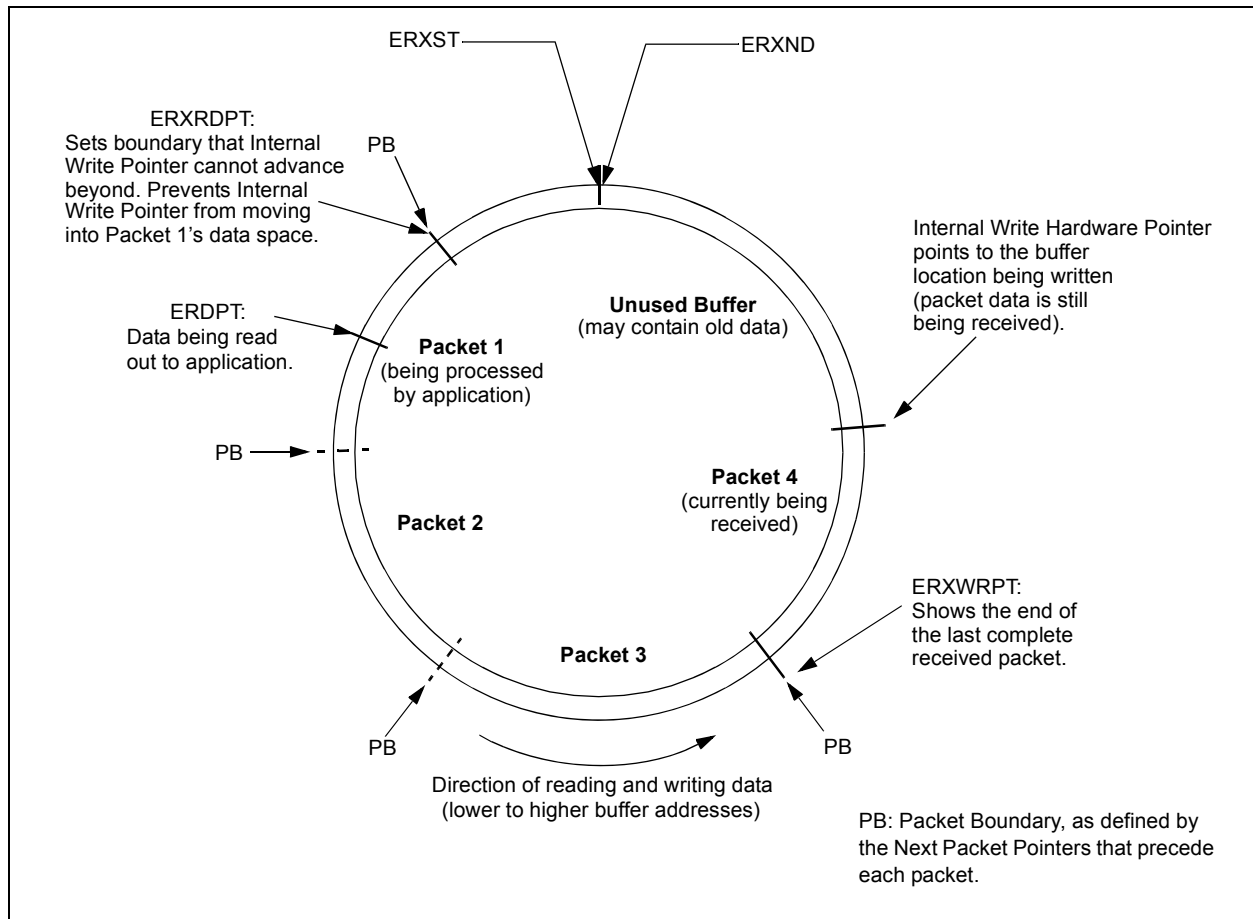 ERXST
ERXND
ERXRDPT:
Sets boundary that Internal
Write Pointer cannot advance
beyond. Prevents Internal
Write Pointer from moving
into Packet 1’s data space.
PB
Internal Write Hardware Pointer
points to the buffer
location being written
(packet data is still
being received).
Unused Buffer
(may contain old data)
ERDPT:
Data being read
out to application.
Packet 1
(being processed
by application)
PB
Packet 4
(currently being
received)
Packet 2
ERXWRPT:
Shows the end of
the last complete
received packet.
Packet 3
PB
PB
Direction of reading and writing data
(lower to higher buffer addresses)
PB: Packet Boundary, as defined by
the Next Packet Pointers that precede
each packet.